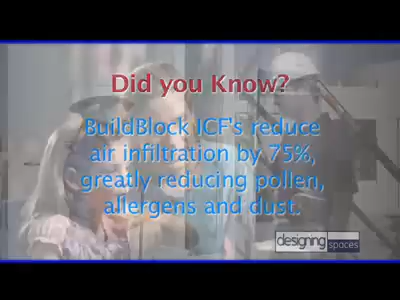 Did you Know?
BuildBlock ICF's reduce
air infiltration by 75%,
greatly reducing pollen,
allergens and dust.
designing
spaces